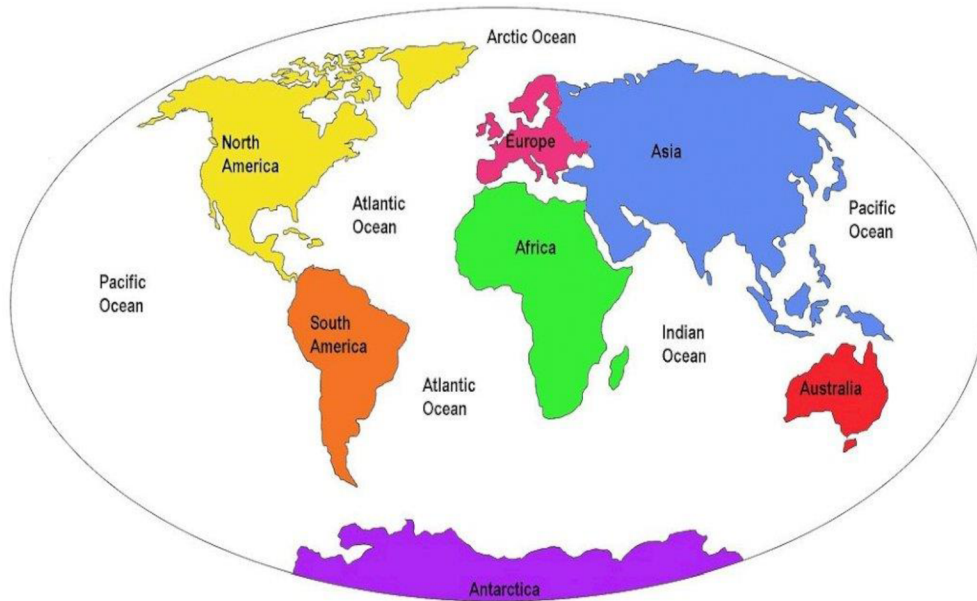 Arctic Ocean
North
America
Europe
Asia
Atlantic
Ocean
Pacific
Ocean
Africa
Pacific
Ocean
South
America
Indian
Ocean
Atlantic
Ocean
Australia
Antarctica